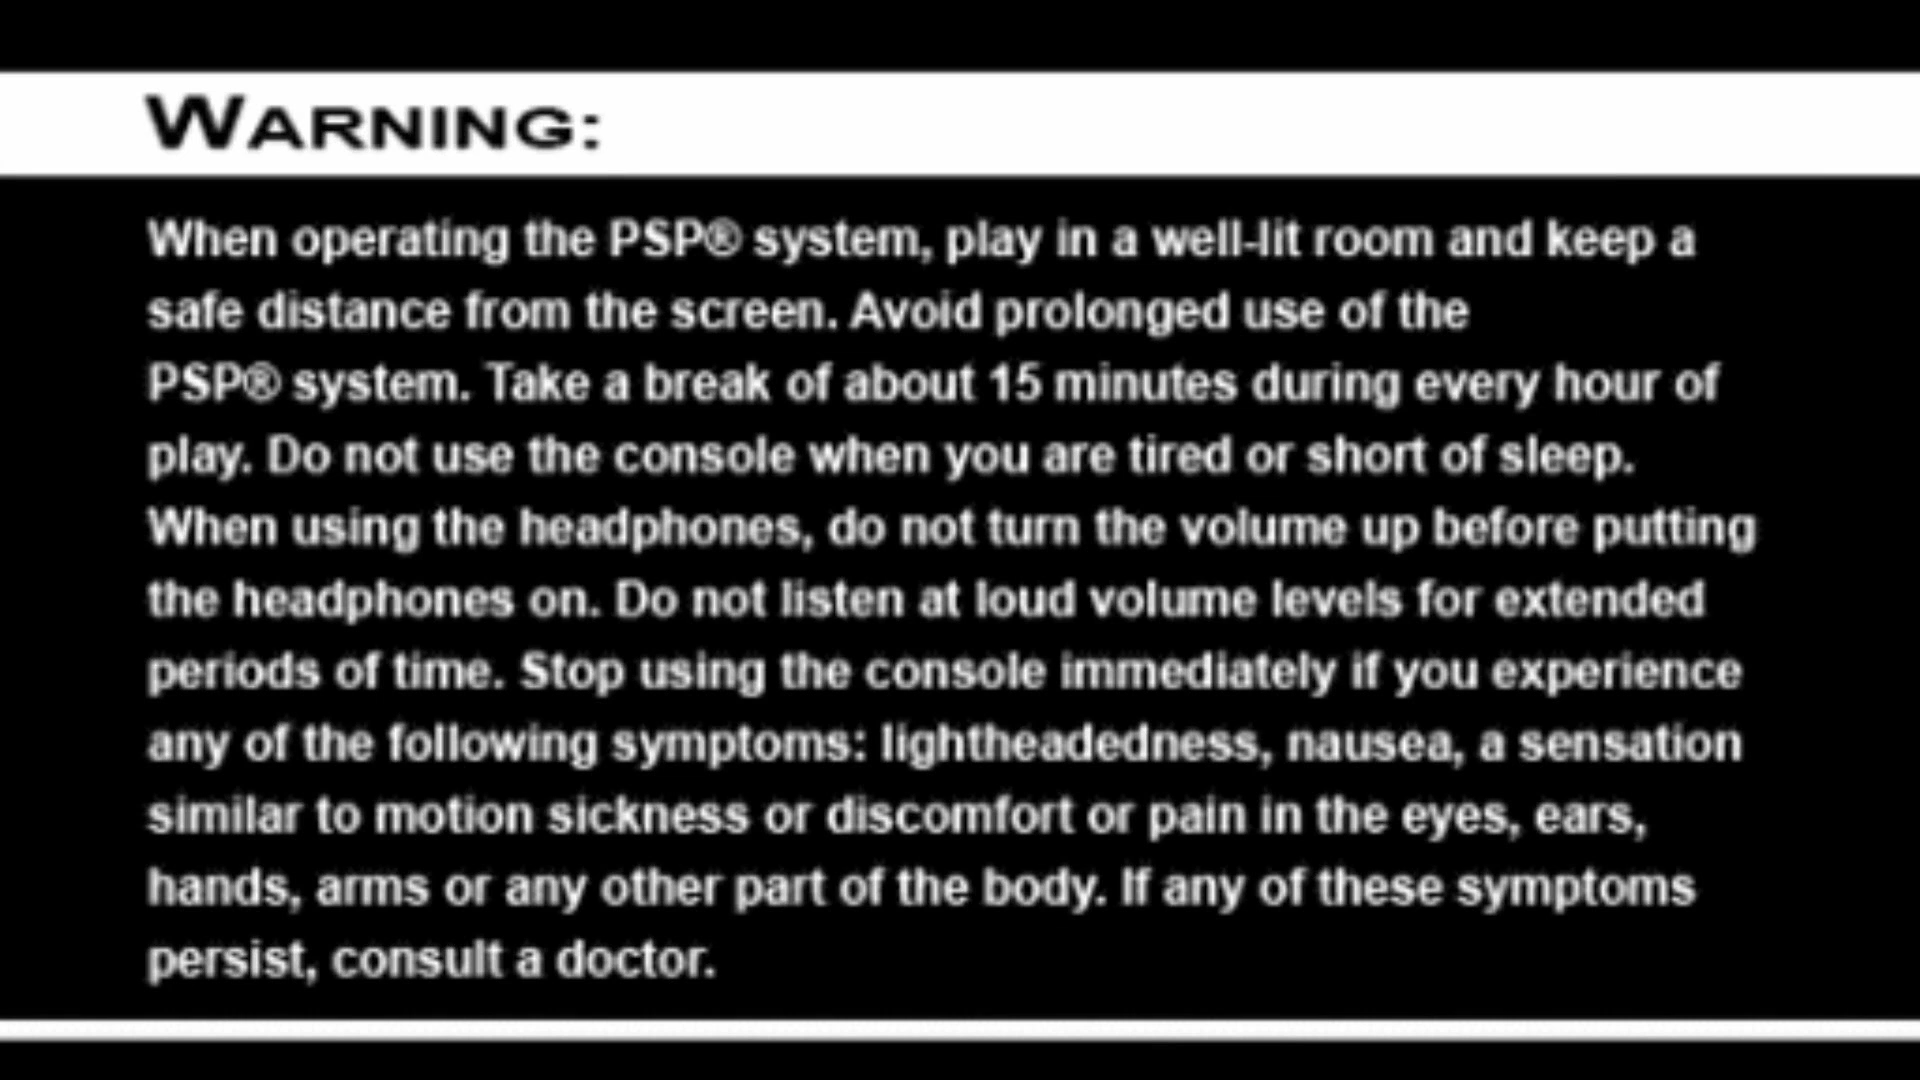 WARNING:
When operating the PSP® system, play in a well-lit room and keep a
safe distance from the screen. Avoid prolonged use of the
PSP® system. Take a break of about 15 minutes during every hour of
play. Do not use the console when you are tired or short of sleep.
When using the headphones, do not turn the volume up before putting
the headphones on. Do not listen at loud volume levels for extended
periods of time. Stop using the console immediately if you experience
any of the following symptoms: lightheadedness, nausea, a sensation
similar to motion sickness or discomfort or pain in the eyes, ears,
hands, arms or any other part of the body. If any of these symptoms
persist, consult a doctor.